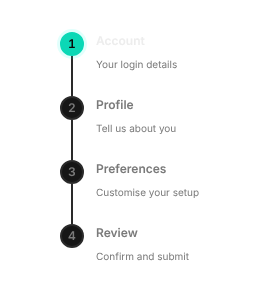 1 Account
Your login details
2 Profile
Tell us about you
3 Preferences
Customise your setup
4 Review
Confirm and submit